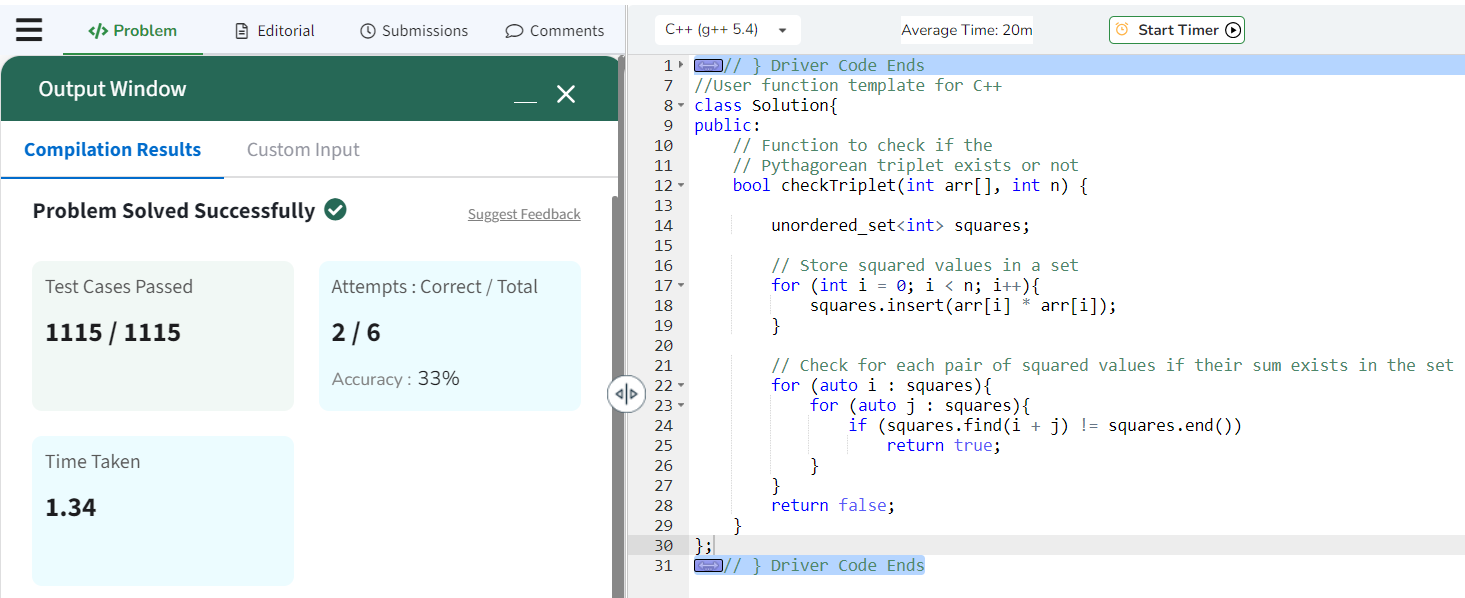 </> Problem
Editorial
Submissions
Comments
C++ (g++ 5.4)
Average Time: 20m
Start Timer
Output Window
Compilation Results
Custom Input
Problem Solved Successfully
Suggest Feedback
Test Cases Passed
1115 / 1115
Attempts : Correct / Total
2 / 6
Accuracy : 33%
Time Taken
1.34
1 // } Driver Code Ends
7 //User function template for C++
8 class Solution{
9 public:
10 // Function to check if the
11 // Pythagorean triplet exists or not
12 bool checkTriplet(int arr[], int n) {
13
14 unordered_set<int> squares;
15
16 // Store squared values in a set
17 for (int i = 0; i < n; i++){
18 squares.insert(arr[i] * arr[i]);
19 }
20
21 // Check for each pair of squared values if their sum exists in the set
22 for (auto i : squares){
23 for (auto j : squares){
24 if (squares.find(i + j) != squares.end())
25 return true;
26 }
27 }
28 return false;
29 }
30 };
31 // } Driver Code Ends